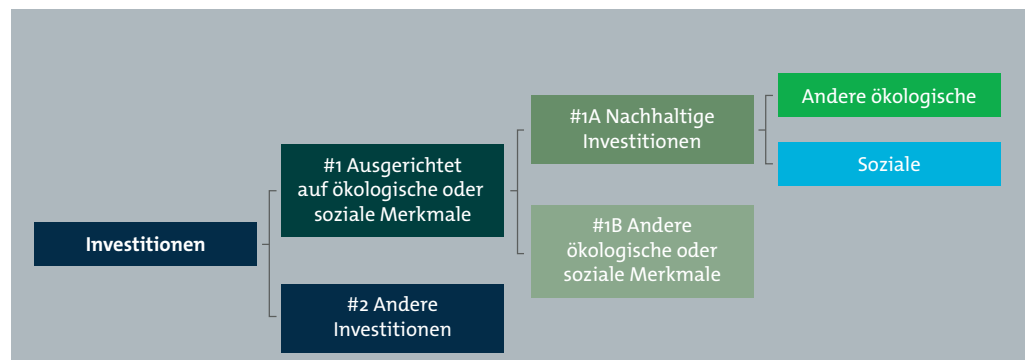 Investitionen
#1 Ausgerichtet
auf ökologische oder
soziale Merkmale
#2 Andere
Investitionen
#1A Nachhaltige
Investitionen
#1B Andere
ökologische oder
soziale Merkmale
Andere ökologische
Soziale